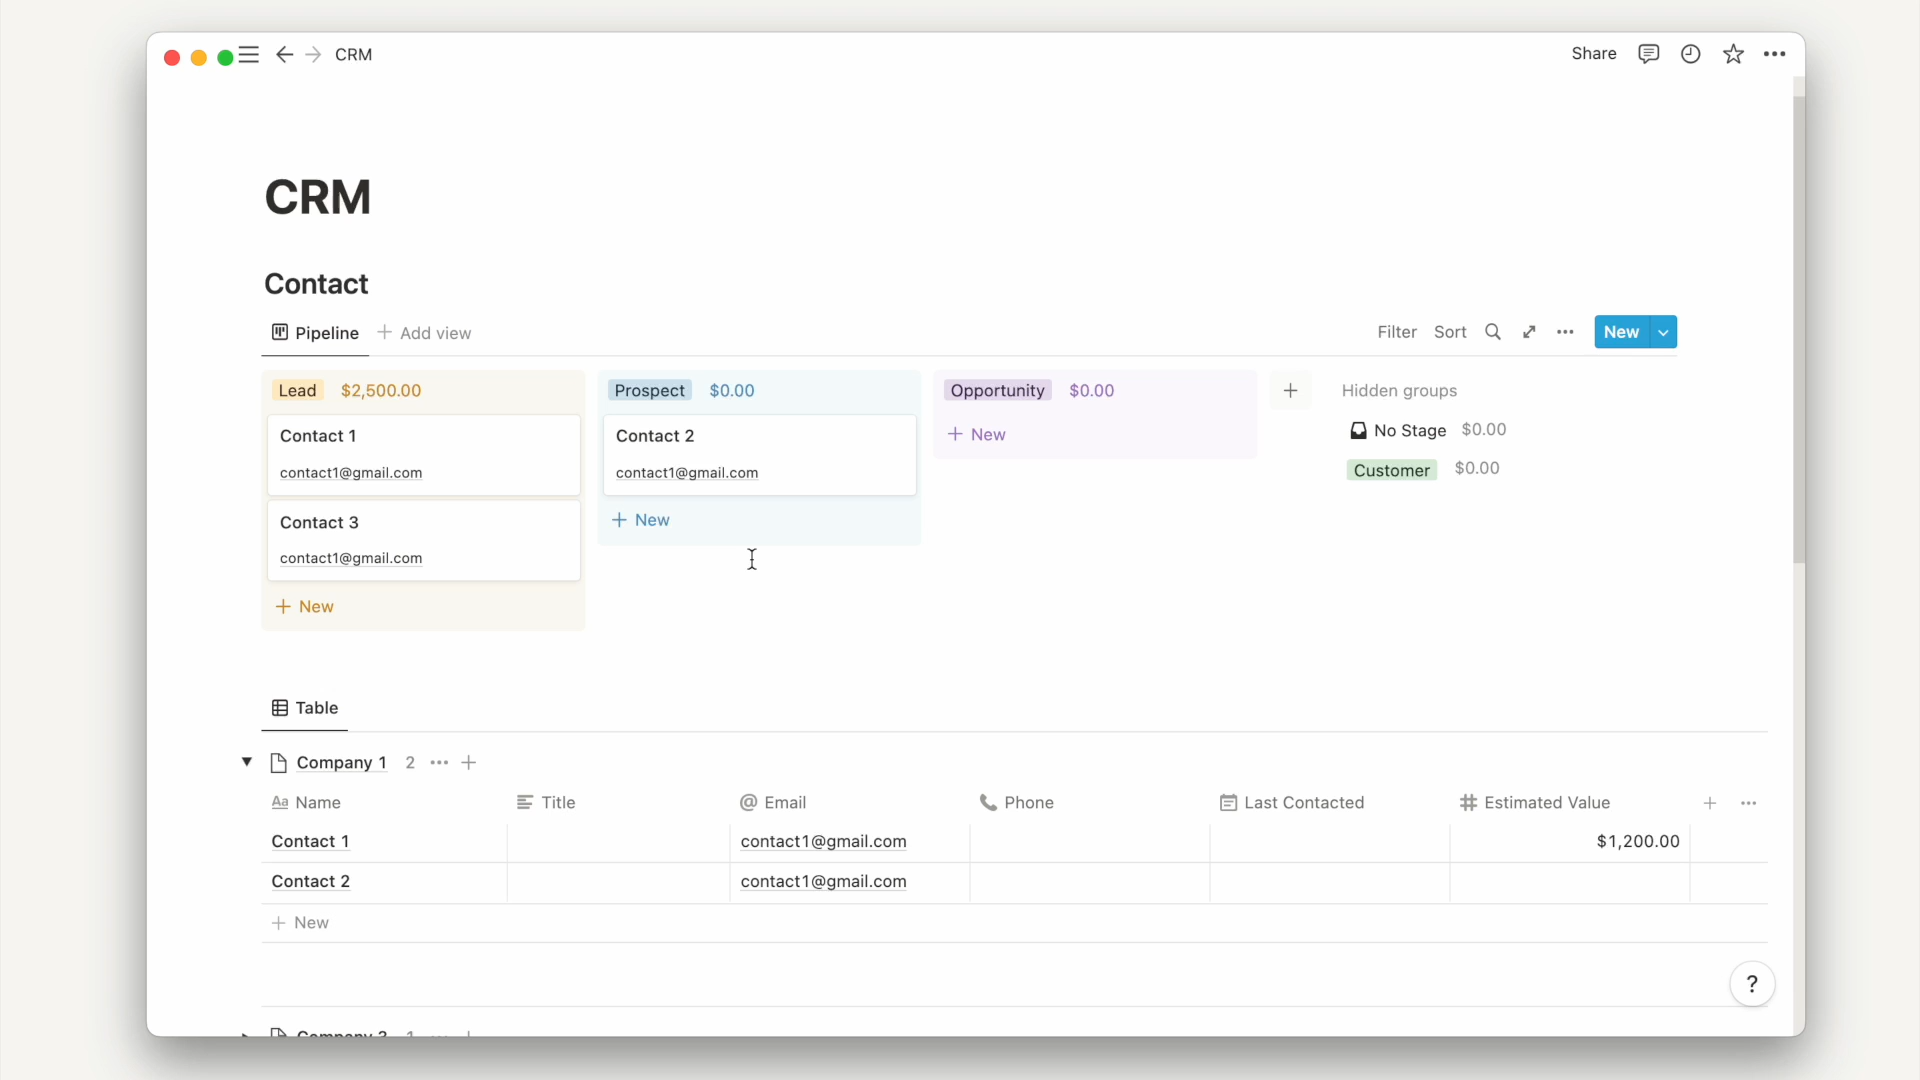 CRM
Share
CRM
Contact
Pipeline
Add view
Filter
Sort
New
Lead $2,500.00
Prospect $0.00
Opportunity $0.00
Hidden groups
Contact 1
contact1@gmail.com
Contact 3
contact1@gmail.com
New
Contact 2
contact1@gmail.com
New
New
No Stage $0.00
Customer $0.00
Table
Company 1 2
Aa Name
Title
@ Email
Phone
Last Contacted
# Estimated Value
Contact 1 contact1@gmail.com $1,200.00
Contact 2 contact1@gmail.com
New
?